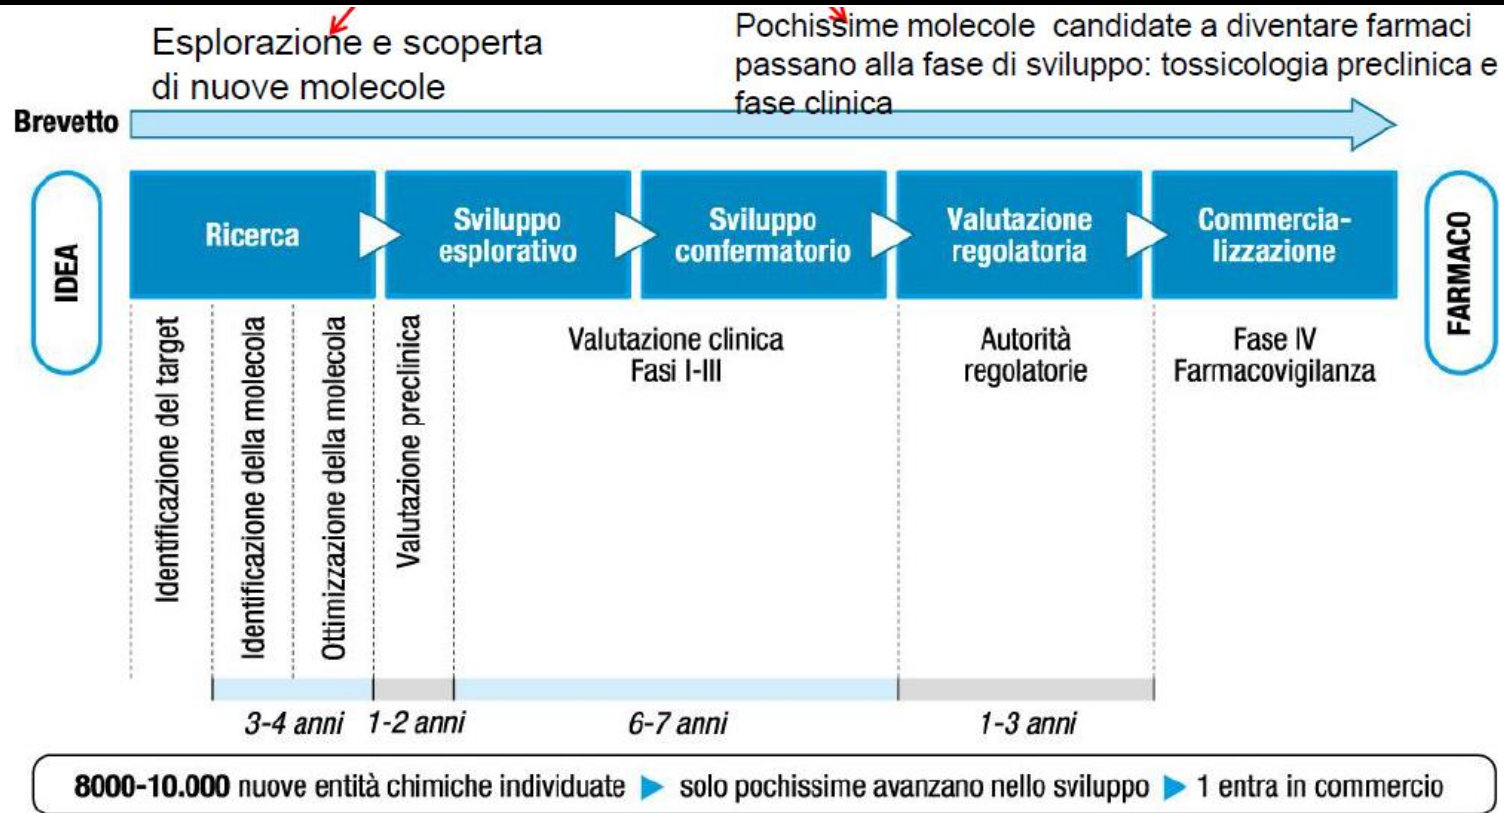 Esplorazione e scoperta
di nuove molecole
Pochissime molecole candidate a diventare farmaci
passano alla fase di sviluppo: tossicologia preclinica e
fase clinica
Brevetto
IDEA
Ricerca
Sviluppo
esplorativo
Sviluppo
confermatorio
Valutazione
regolatoria
Commercia-
lizzazione
FARMACO
Identificazione del target
Identificazione della molecola
Ottimizzazione della molecola
Valutazione preclinica
Valutazione clinica
Fasi I-III
Autorità
regolatorie
Fase IV
Farmacovigilanza
3-4 anni
1-2 anni
6-7 anni
1-3 anni
8000-10.000 nuove entità chimiche individuate ▶ solo pochissime avanzano nello sviluppo ▶ 1 entra in commercio